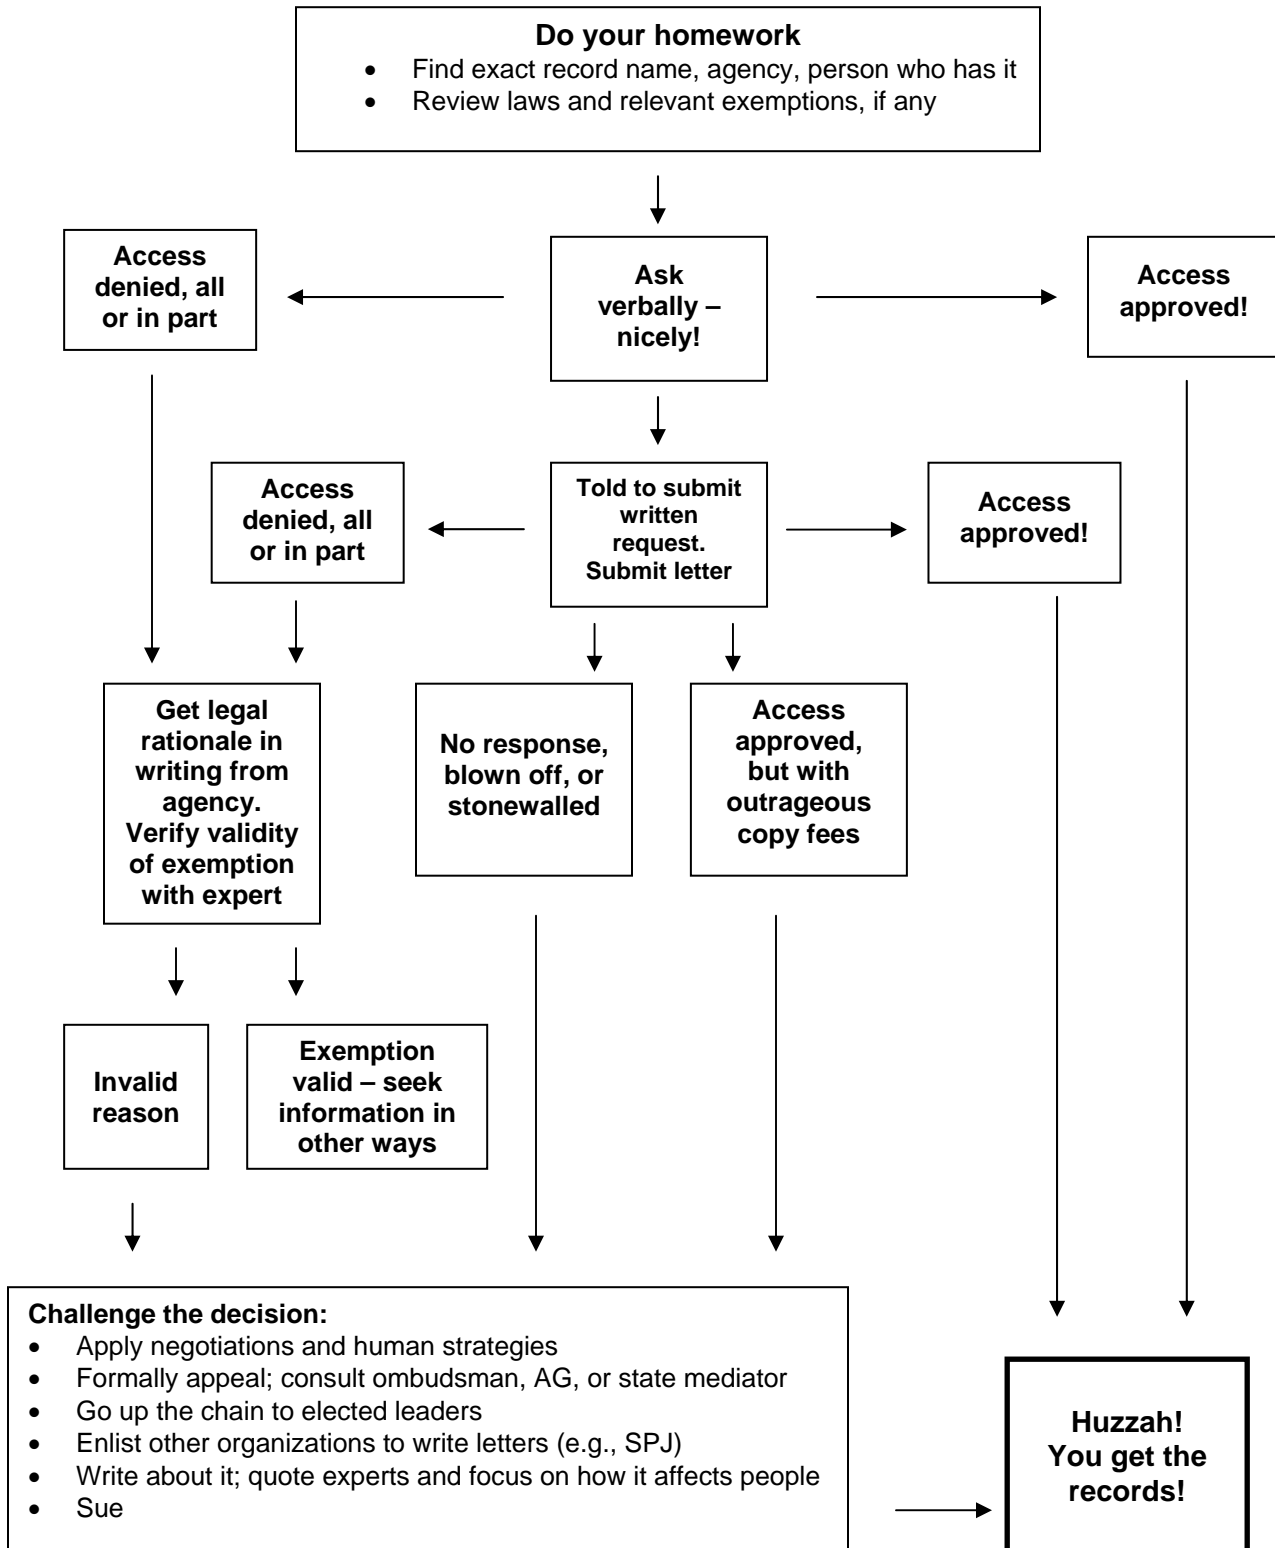 Do your homework
• Find exact record name, agency, person who has it
• Review laws and relevant exemptions, if any
Access
denied, all
or in part
Ask
verbally –
nicely!
Access
approved!
Access
denied, all
or in part
Told to submit
written
request.
Submit letter
Access
approved!
Get legal
rationale in
writing from
agency.
Verify validity
of exemption
with expert
No response,
blown off, or
stonewalled
Access
approved,
but with
outrageous
copy fees
Invalid
reason
Exemption
valid – seek
information in
other ways
Challenge the decision:
• Apply negotiations and human strategies
• Formally appeal; consult ombudsman, AG, or state mediator
• Go up the chain to elected leaders
• Enlist other organizations to write letters (e.g., SPJ)
• Write about it; quote experts and focus on how it affects people
• Sue
Huzzah!
You get the
records!